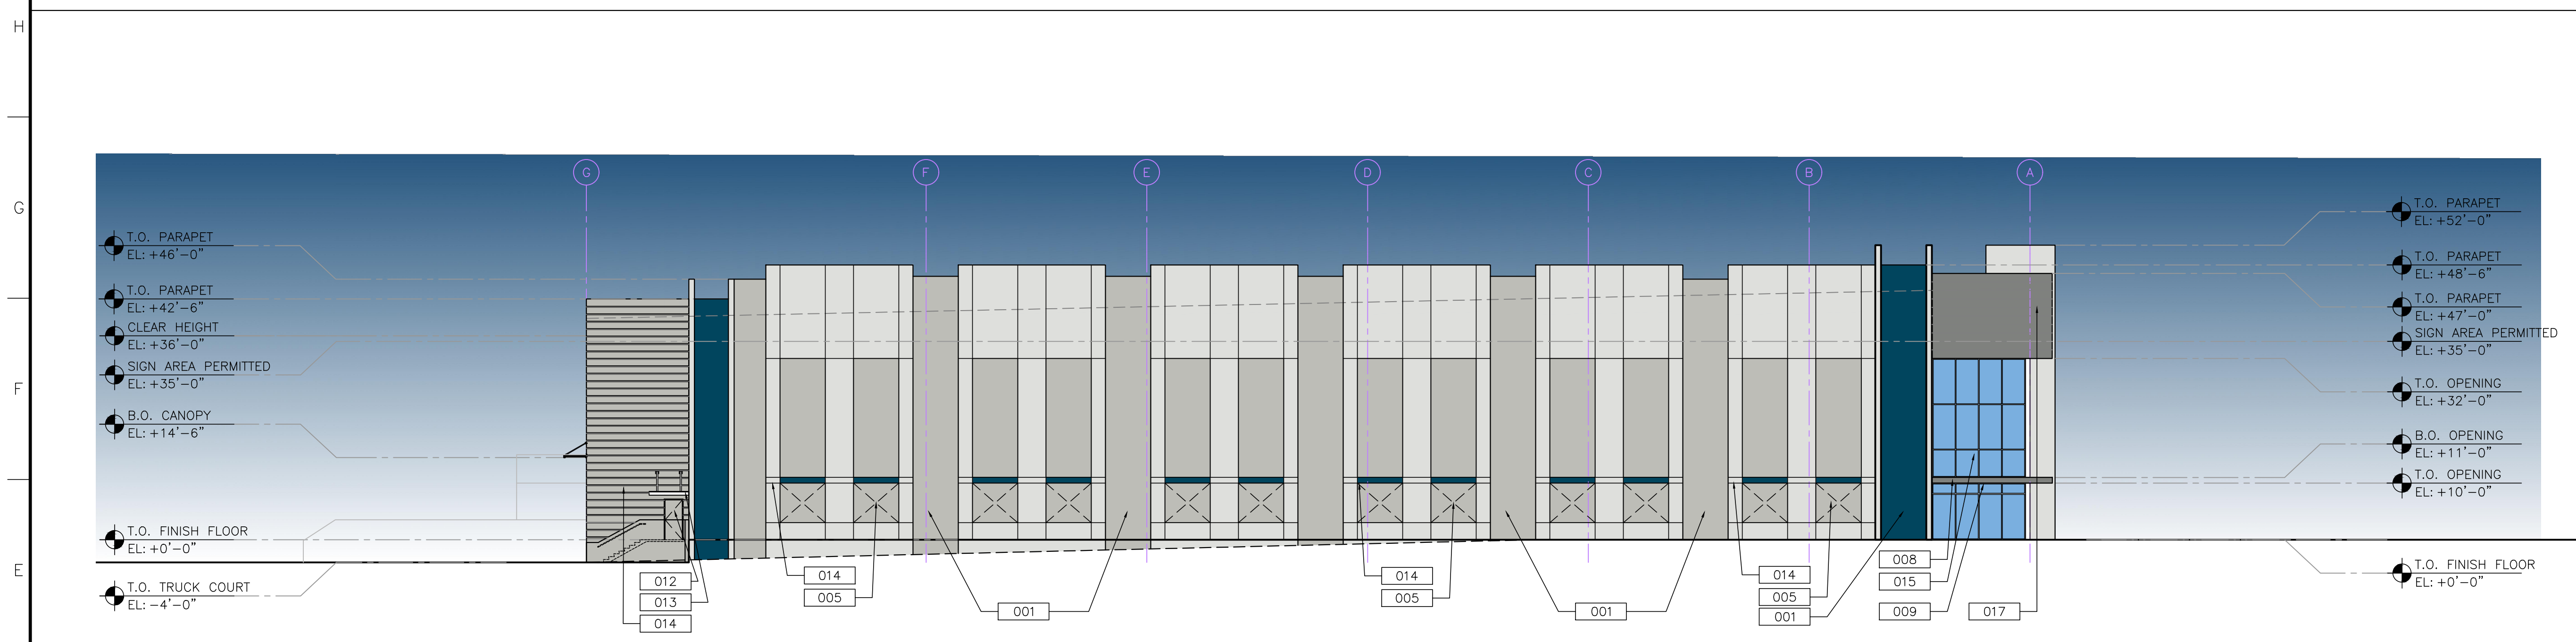 H
G
F
E
G
F
E
D
C
B
A
T.O. PARAPET
EL: +46'-0"
T.O. PARAPET
EL: +42'-6"
CLEAR HEIGHT
EL: +36'-0"
SIGN AREA PERMITTED
EL: +35'-0"
B.O. CANOPY
EL: +14'-6"
T.O. FINISH FLOOR
EL: +0'-0"
T.O. TRUCK COURT
EL: -4'-0"
T.O. PARAPET
EL: +52'-0"
T.O. PARAPET
EL: +48'-6"
T.O. PARAPET
EL: +47'-0"
SIGN AREA PERMITTED
EL: +35'-0"
T.O. OPENING
EL: +32'-0"
B.O. OPENING
EL: +11'-0"
T.O. OPENING
EL: +10'-0"
T.O. FINISH FLOOR
EL: +0'-0"
012
013
014
014
005
001
014
005
001
014
005
001
008
015
009
017